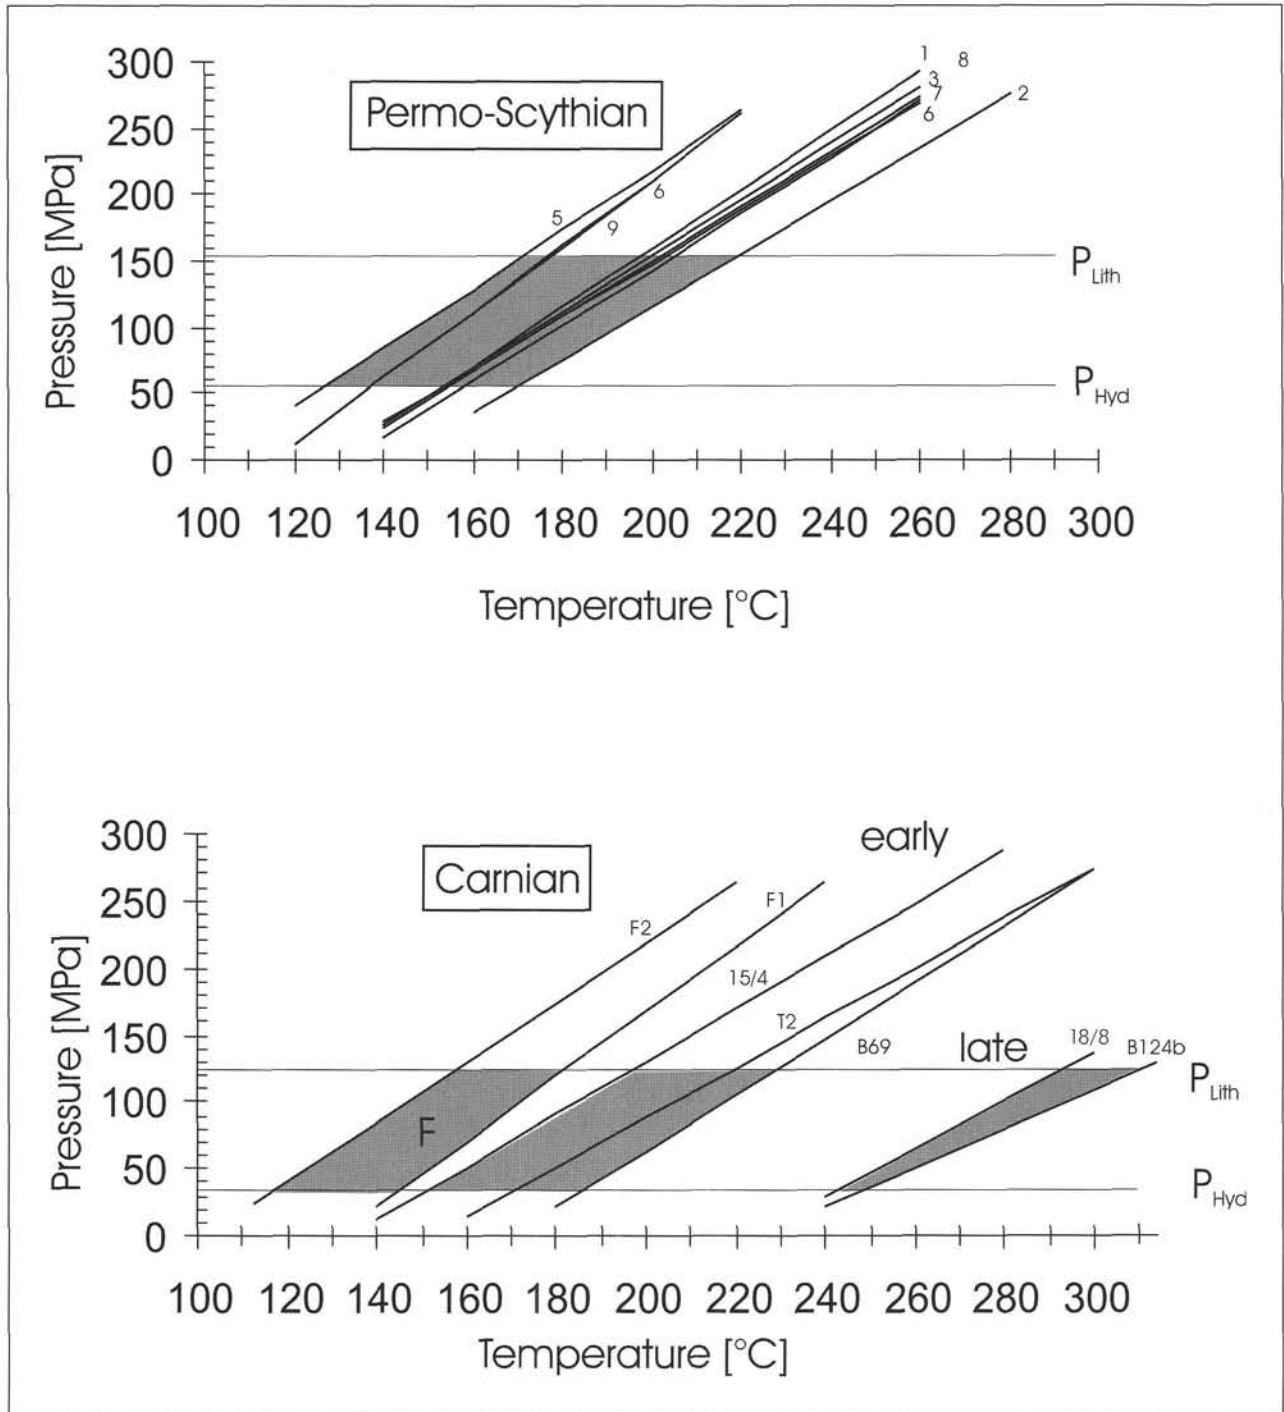 300
250
200
150
100
50
0
Pressure [MPa]
Permo-Scythian
1
8
3
7
6
2
5
6
9
P Lith
P Hyd
100 120 140 160 180 200 220 240 260 280 300
Temperature [°C]
300
250
200
150
100
50
0
Pressure [MPa]
Carnian
early
F2
F1
15/4
T2
B69
late
18/8
B124b
F
P Lith
P Hyd
100 120 140 160 180 200 220 240 260 280 300
Temperature [°C]